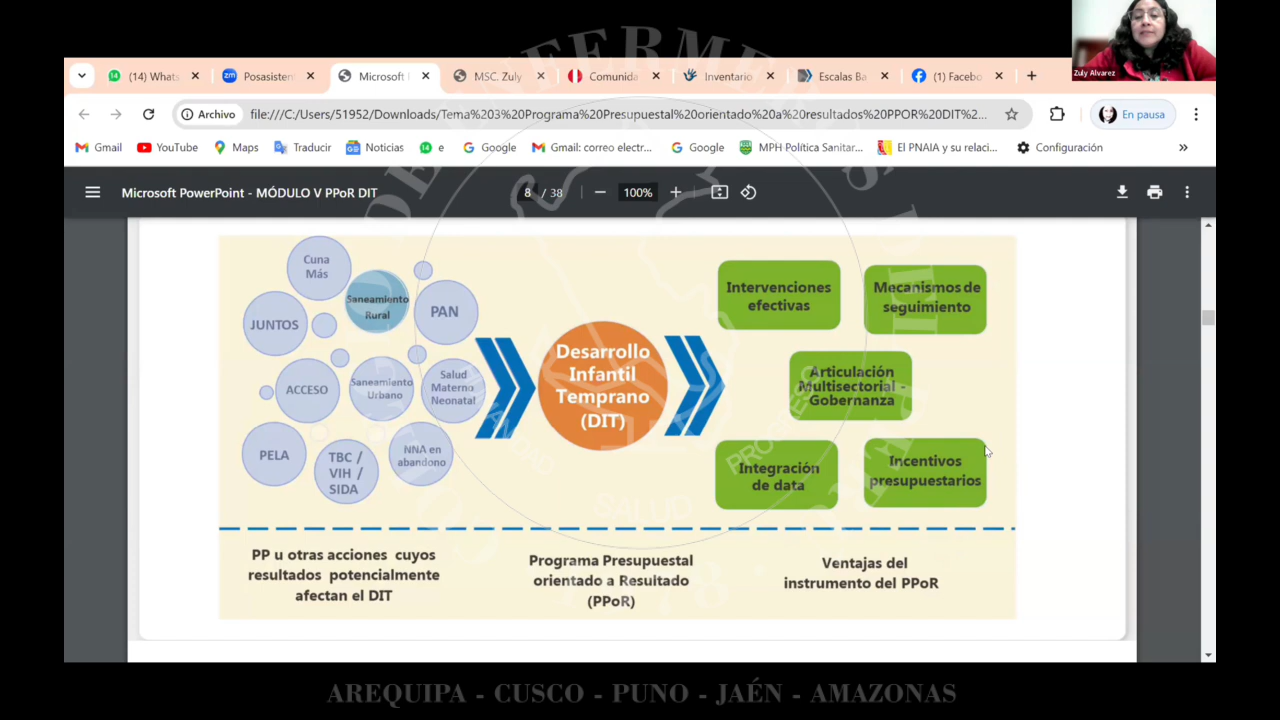 Zuly Alvarez
(14) Whats
Posasisten
Microsoft
MSC. Zuly
Comunida
Inventario
Escalas Ba
(1) Facebo
Archivo
file:///C:/Users/51952/Downloads/Tema%203%20Programa%20Presupuestal%20orientado%20a%20resultados%20PPOR%20DIT%2...
En pausa
Gmail
YouTube
Maps
Traducir
Noticias
e
Google
Gmail: correo electr...
Google
MPH Política Sanitar...
El PNAIA y su relaci...
Configuración
Microsoft PowerPoint - MÓDULO V PPoR DIT
8 / 38
100%
Cuna
Más
Saneamiento
Rural
JUNTOS
PAN
ACCESO
Saneamiento
Urbano
Salud
Materno
Neonatal
PELA
TBC /
VIH /
SIDA
NNA en
abandono
Desarrollo
Infantil
Temprano
(DIT)
Intervenciones
efectivas
Mecanismos de
seguimiento
Articulación
Multisectorial -
Gobernanza
Integración
de data
Incentivos
presupuestarios
PP u otras acciones cuyos
resultados potencialmente
afectan el DIT
Programa Presupuestal
orientado a Resultado
(PPoR)
Ventajas del
instrumento del PPoR
SALUD
PROGRESO
AREQUIPA - CUSCO - PUNO - JAÉN - AMAZONAS